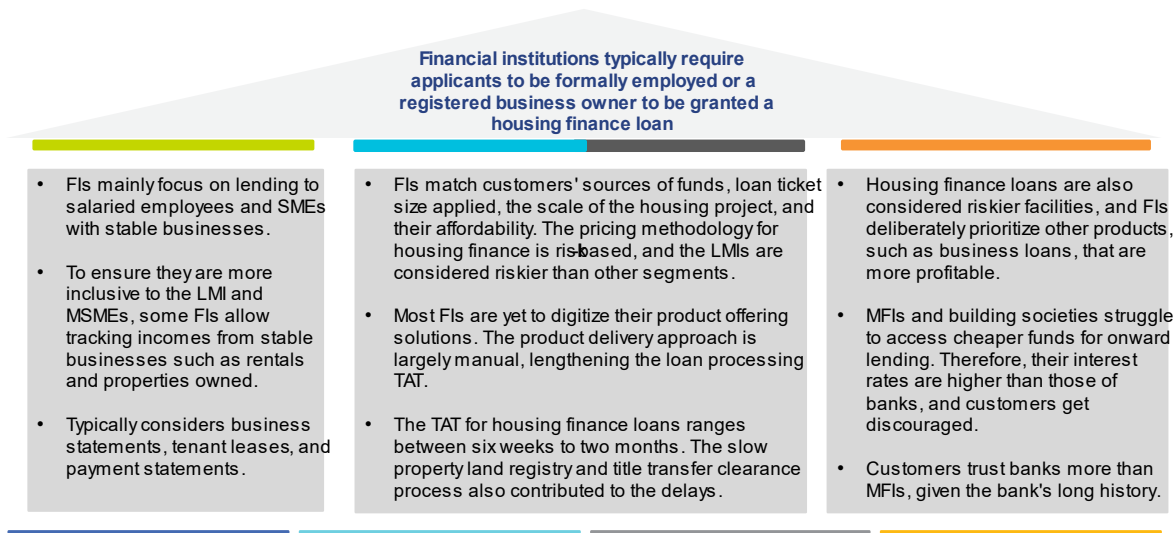 Financial institutions typically require
applicants to be formally employed or a
registered business owner to be granted a
housing finance loan
• FIs mainly focus on lending to
salaried employees and SMEs
with stable businesses.
• To ensure they are more
inclusive to the LMI and
MSMEs, some FIs allow
tracking incomes from stable
businesses such as rentals
and properties owned.
• Typically considers business
statements, tenant leases, and
payment statements.
• FIs match customers' sources of funds, loan ticket
size applied, the scale of the housing project, and
their affordability. The pricing methodology for
housing finance is risk-based, and the LMIs are
considered riskier than other segments.
• Most FIs are yet to digitize their product offering
solutions. The product delivery approach is
largely manual, lengthening the loan processing
TAT.
• The TAT for housing finance loans ranges
between six weeks to two months. The slow
property land registry and title transfer clearance
process also contributed to the delays.
• Housing finance loans are also
considered riskier facilities, and FIs
deliberately prioritize other products,
such as business loans, that are
more profitable.
• MFIs and building societies struggle
to access cheaper funds for onward
lending. Therefore, their interest
rates are higher than those of
banks, and customers get
discouraged.
• Customers trust banks more than
MFIs, given the bank's long history.